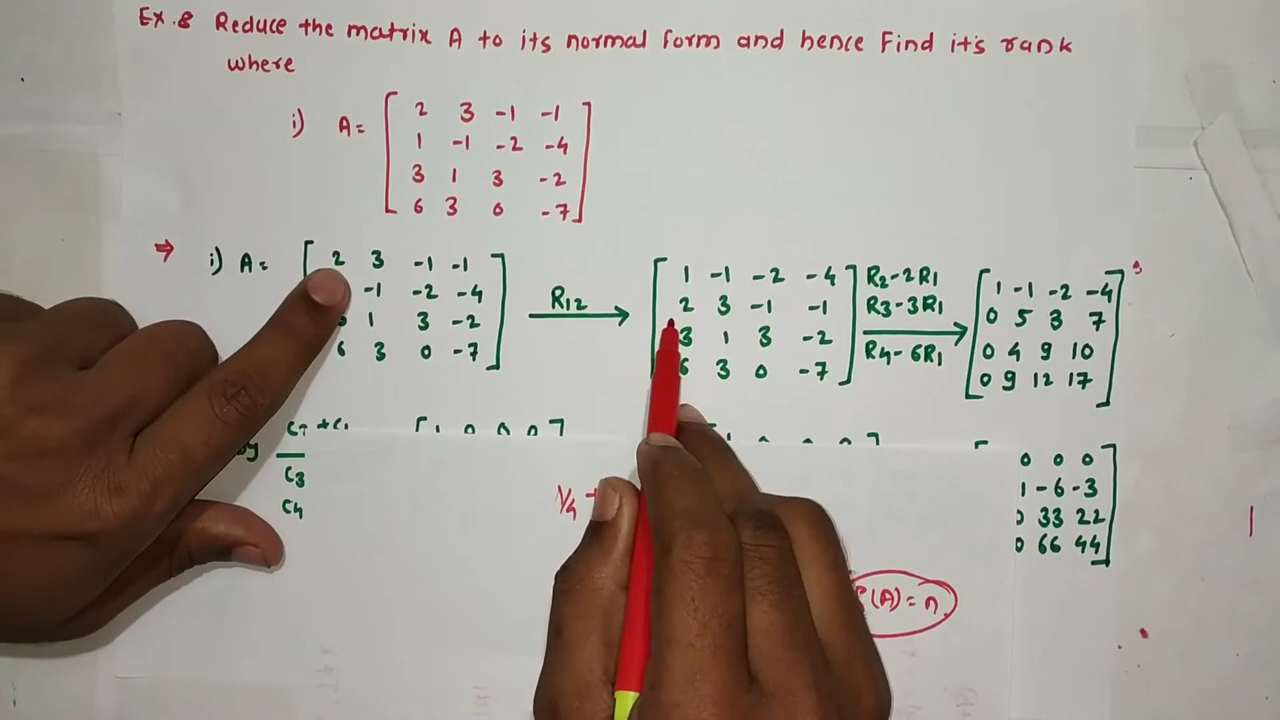 Ex.8 Reduce the matrix A to its normal form and hence Find it's rank
where
i) A= [ 2 3 -1 -1
1 -1 -2 -4
3 1 3 -2
6 3 0 -7 ]
⇒ i) A= [ 2 3 -1 -1
-1 -2 -4
1 3 -2
6 3 0 -7 ]
R12 →
[ 1 -1 -2 -4
2 3 -1 -1
3 1 3 -2
6 3 0 -7 ]
R2-2R1
R3-3R1
R4-6R1 →
[ 1 -1 -2 -4
0 5 3 7
0 4 9 10
0 9 12 17 ]
C3
C4
0 0 0
1 -6 -3
0 33 22
0 66 44 ]
(A) = n